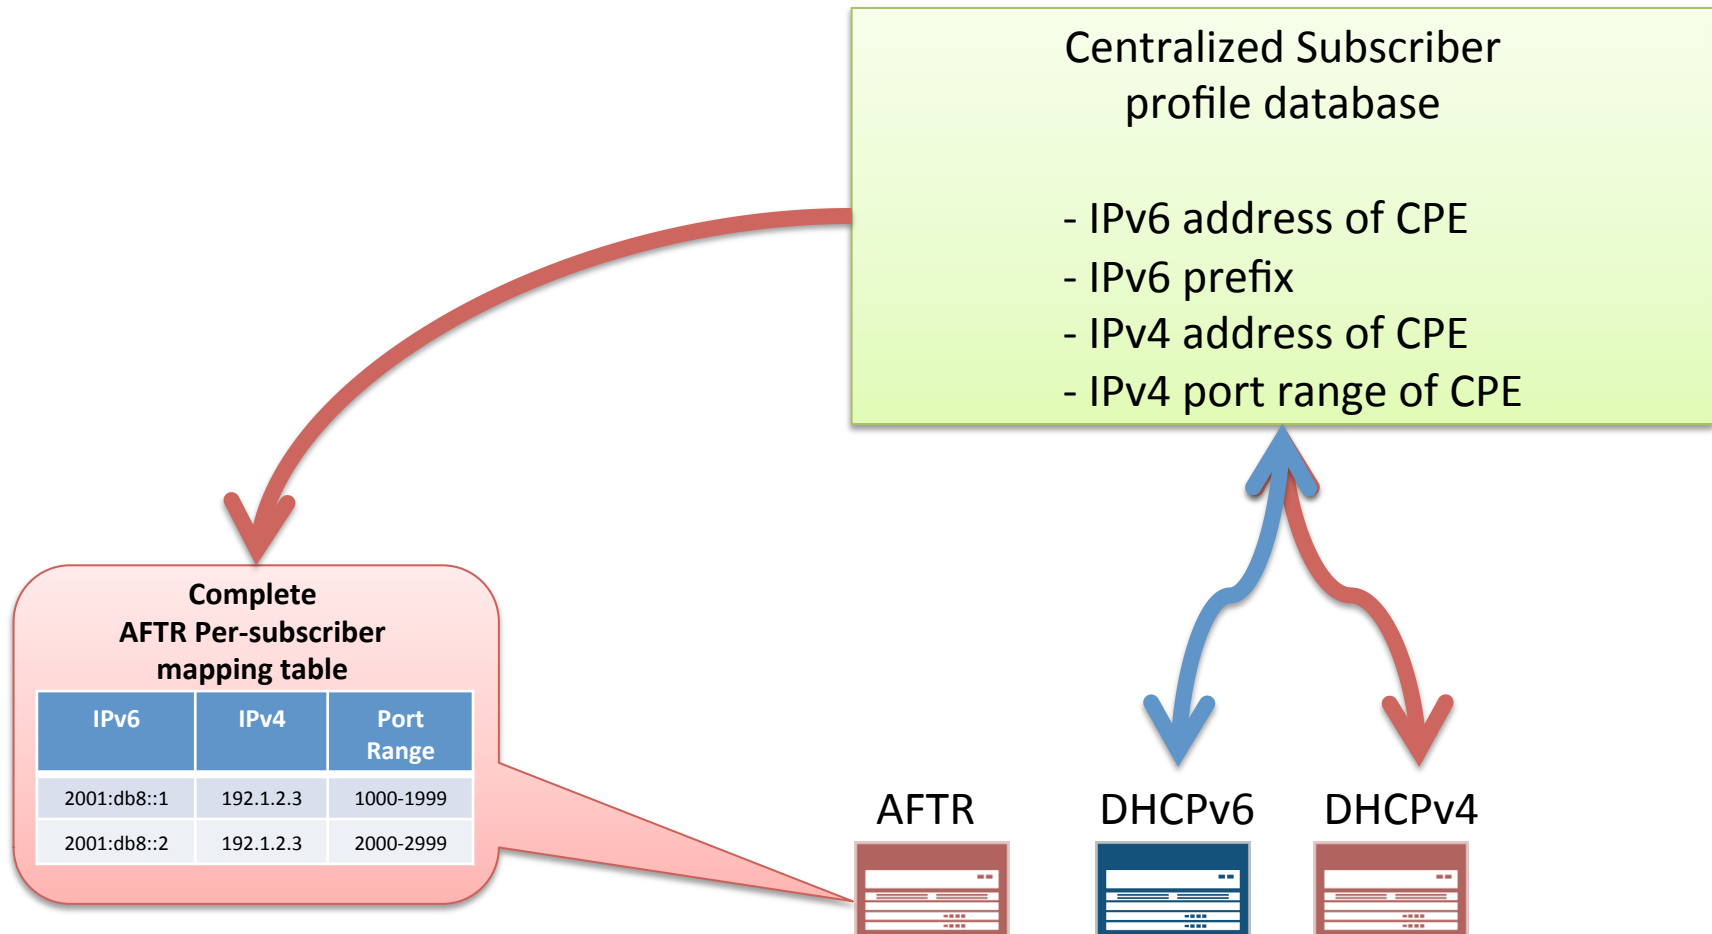 Centralized Subscriber
profile database
- IPv6 address of CPE
- IPv6 prefix
- IPv4 address of CPE
- IPv4 port range of CPE
Complete
AFTR Per-subscriber
mapping table
IPv6 IPv4 Port
Range
2001:db8::1 192.1.2.3 1000-1999
2001:db8::2 192.1.2.3 2000-2999
AFTR DHCPv6 DHCPv4